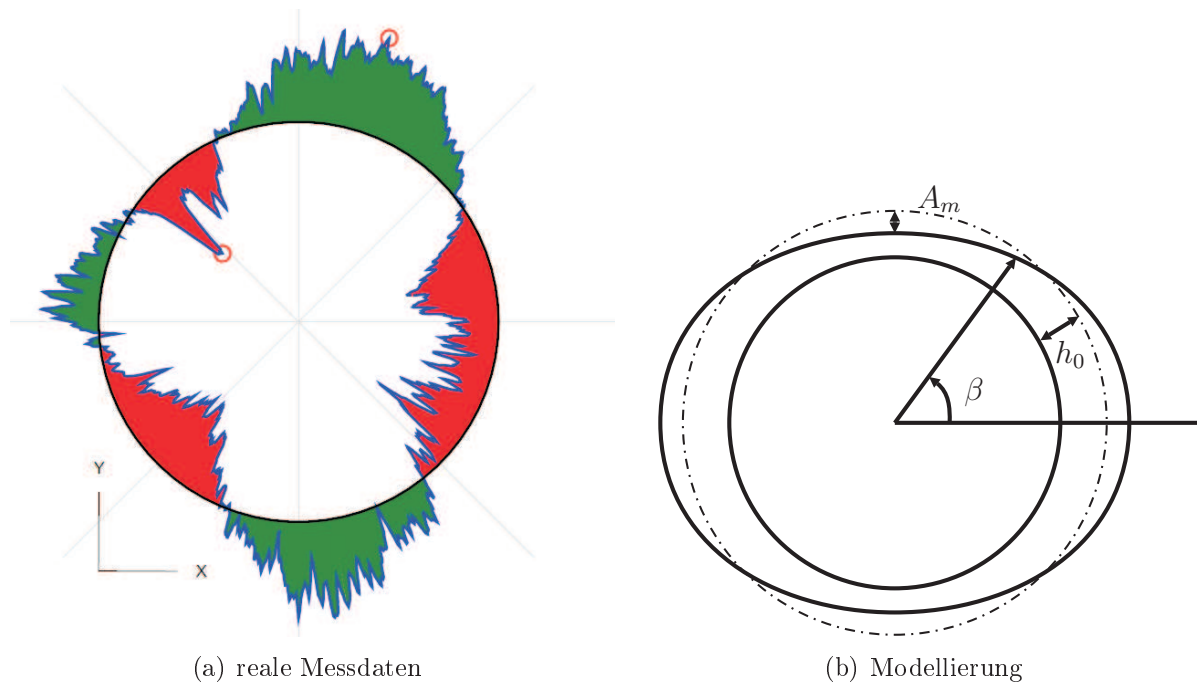 Y
X
A_m
h_0
β
(a) reale Messdaten
(b) Modellierung